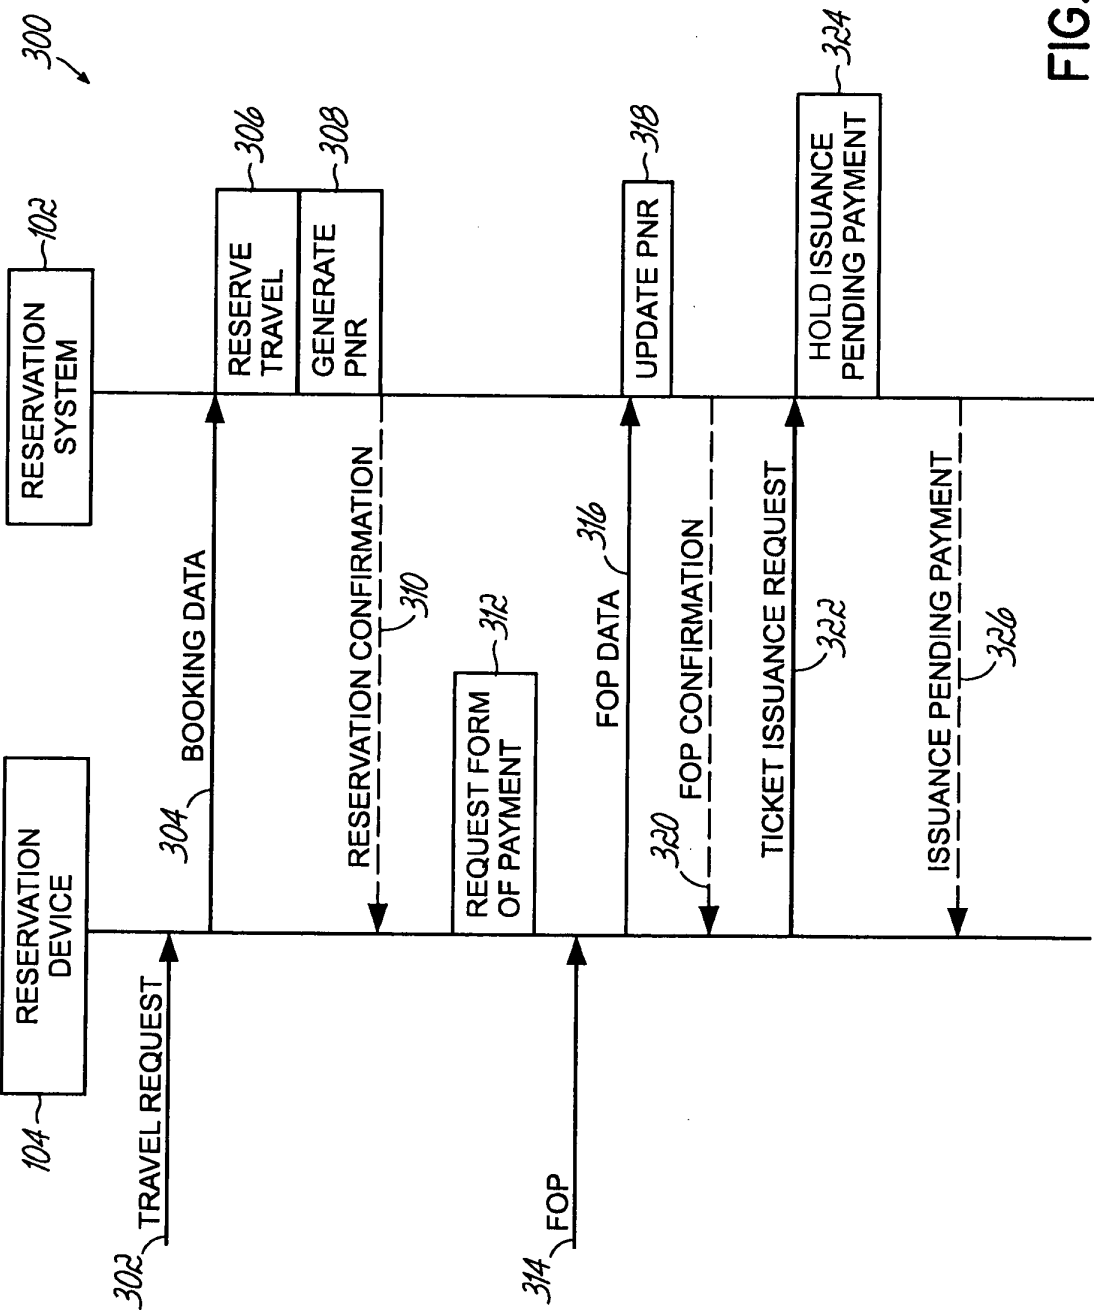 300
RESERVATION
DEVICE
104
RESERVATION
SYSTEM
102
302
TRAVEL REQUEST
304
BOOKING DATA
RESERVE
TRAVEL
306
GENERATE
PNR
308
RESERVATION CONFIRMATION
310
REQUEST FORM
OF PAYMENT
312
314
FOP
FOP DATA
316
UPDATE PNR
318
320
FOP CONFIRMATION
TICKET ISSUANCE REQUEST
322
HOLD ISSUANCE
PENDING PAYMENT
324
ISSUANCE PENDING PAYMENT
326
FIG.